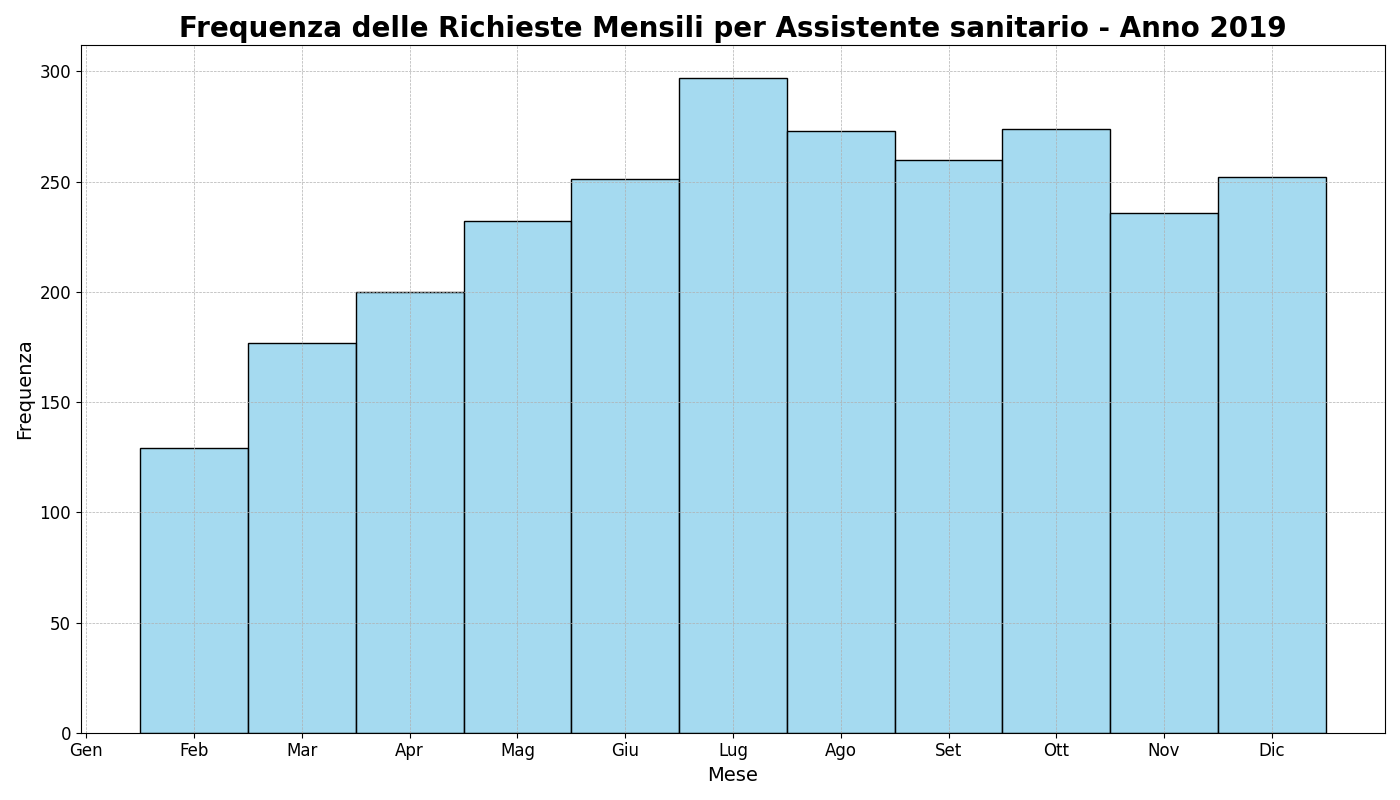 Frequenza delle Richieste Mensili per Assistente sanitario - Anno 2019
Frequenza
300
250
200
150
100
50
0
Gen Feb Mar Apr Mag Giu Lug Ago Set Ott Nov Dic
Mese